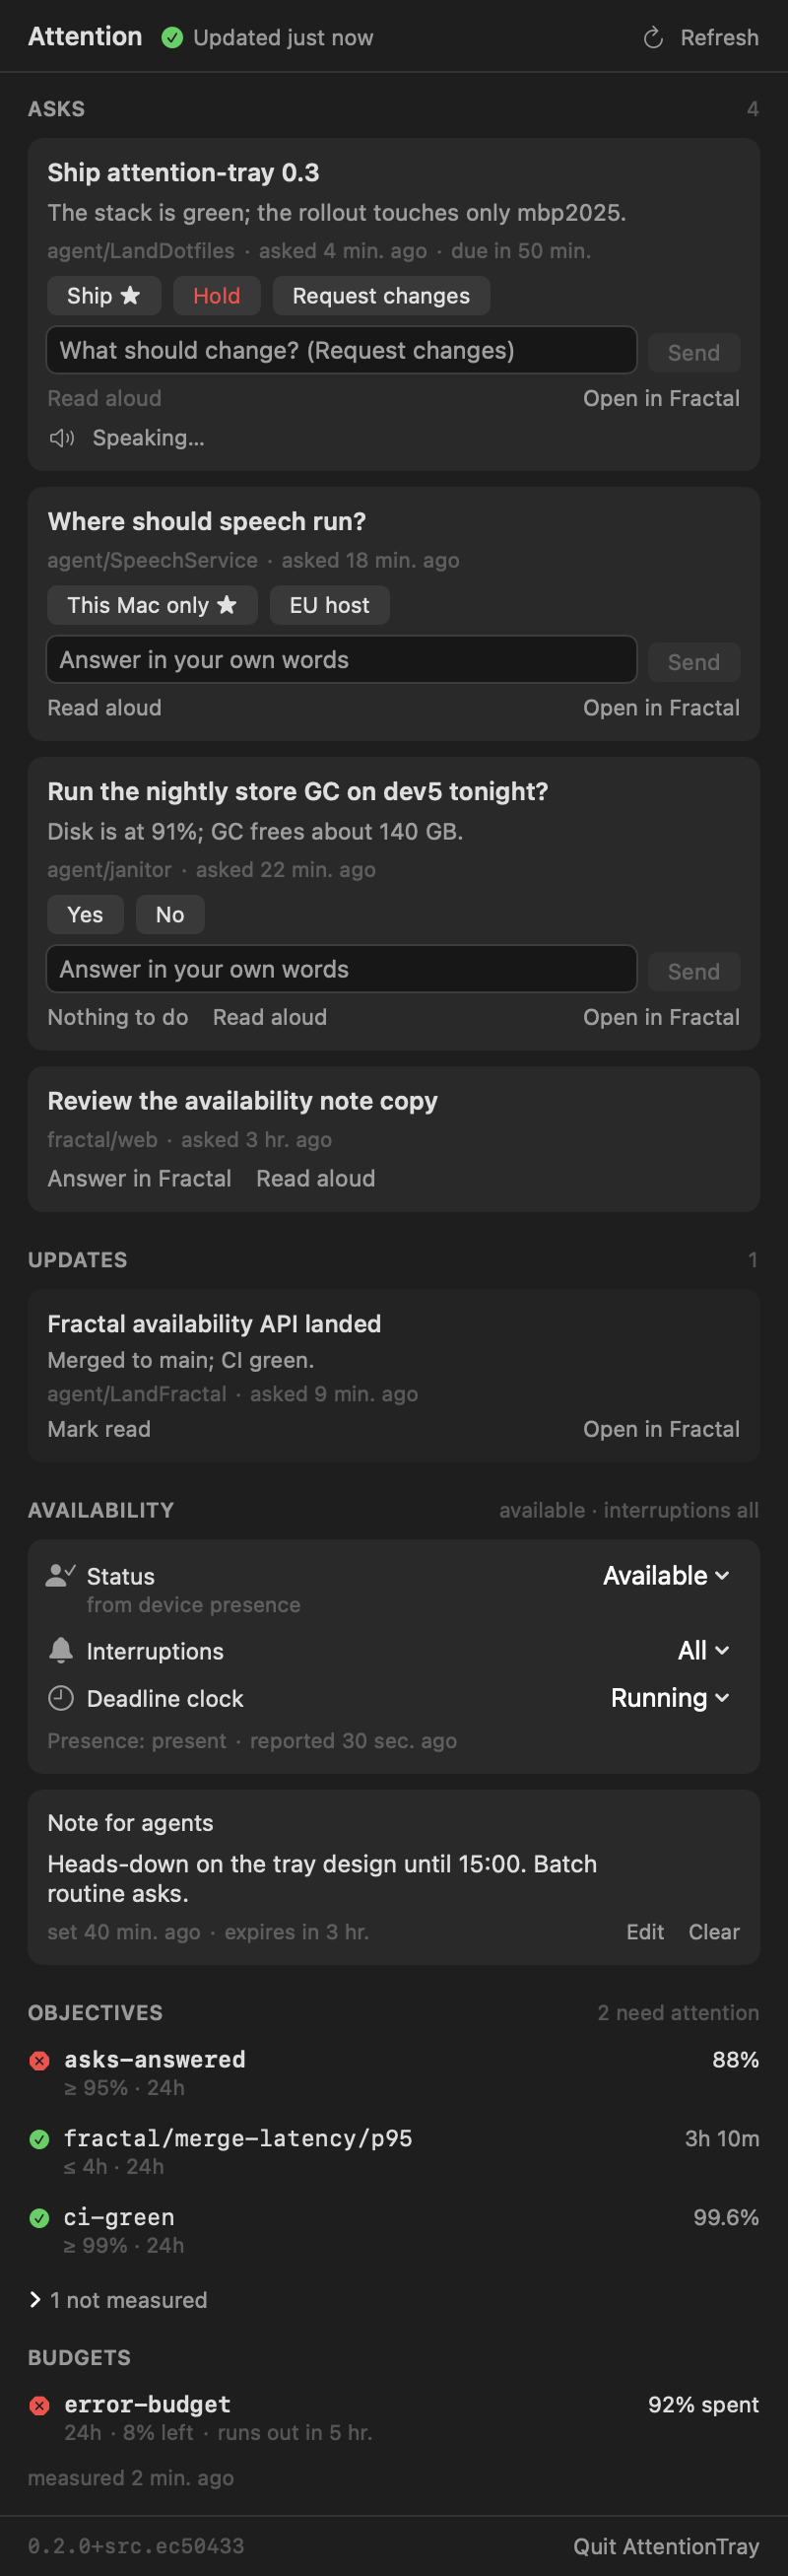 Attention Updated just now Refresh
ASKS 4
Ship attention-tray 0.3
The stack is green; the rollout touches only mbp2025.
agent/LandDotfiles · asked 4 min. ago · due in 50 min.
Ship ★ Hold Request changes
What should change? (Request changes) Send
Read aloud Open in Fractal
Speaking…
Where should speech run?
agent/SpeechService · asked 18 min. ago
This Mac only ★ EU host
Answer in your own words Send
Read aloud Open in Fractal
Run the nightly store GC on dev5 tonight?
Disk is at 91%; GC frees about 140 GB.
agent/janitor · asked 22 min. ago
Yes No
Answer in your own words Send
Nothing to do Read aloud Open in Fractal
Review the availability note copy
fractal/web · asked 3 hr. ago
Answer in Fractal Read aloud
UPDATES 1
Fractal availability API landed
Merged to main; CI green.
agent/LandFractal · asked 9 min. ago
Mark read Open in Fractal
AVAILABILITY available · interruptions all
Status Available
from device presence
Interruptions All
Deadline clock Running
Presence: present · reported 30 sec. ago
Note for agents
Heads-down on the tray design until 15:00. Batch
routine asks.
set 40 min. ago · expires in 3 hr. Edit Clear
OBJECTIVES 2 need attention
asks-answered 88%
≥ 95% · 24h
fractal/merge-latency/p95 3h 10m
≤ 4h · 24h
ci-green 99.6%
≥ 99% · 24h
1 not measured
BUDGETS
error-budget 92% spent
24h · 8% left · runs out in 5 hr.
measured 2 min. ago
0.2.0+src.ec50433 Quit AttentionTray